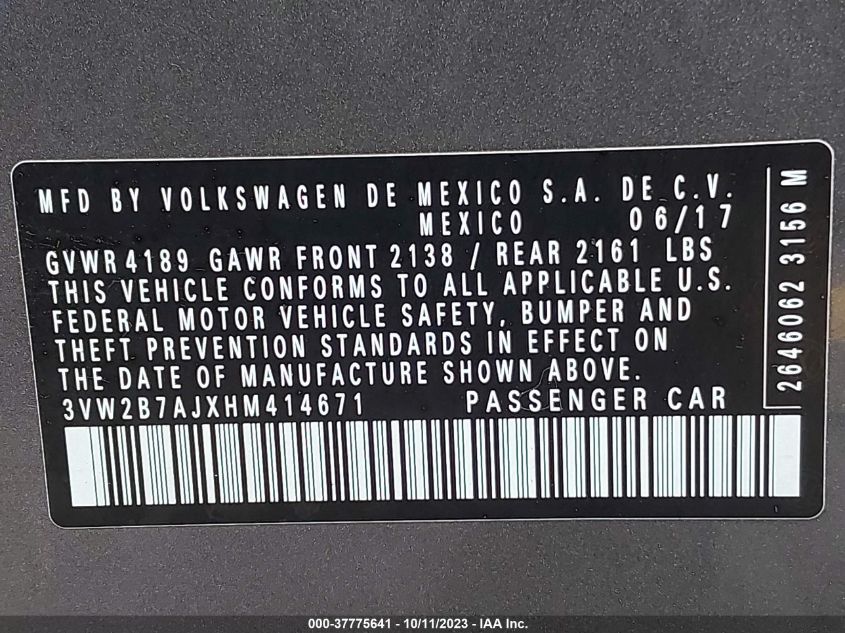 MFD BY VOLKSWAGEN DE MEXICO S.A. DE C.V.
MEXICO 06/17
GVWR 4189 GAWR FRONT 2138 / REAR 2161 LBS
THIS VEHICLE CONFORMS TO ALL APPLICABLE U.S.
FEDERAL MOTOR VEHICLE SAFETY, BUMPER AND
THEFT PREVENTION STANDARDS IN EFFECT ON
THE DATE OF MANUFACTURE SHOWN ABOVE.
3VW2B7AJXHM414671 PASSENGER CAR
2646062 3156 M
000-37775641 - 10/11/2023 - IAA Inc.